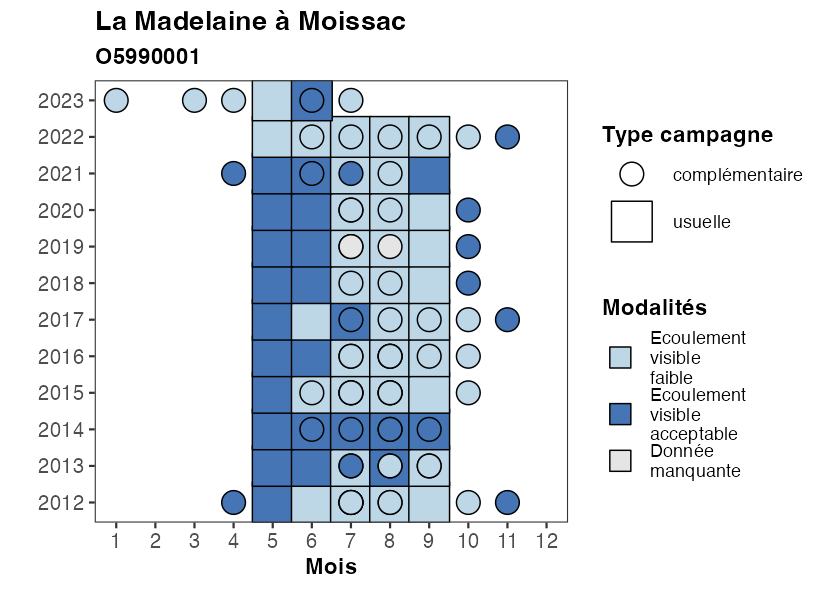 La Madelaine à Moissac
O5990001
2023
2022
2021
2020
2019
2018
2017
2016
2015
2014
2013
2012
1 2 3 4 5 6 7 8 9 10 11 12
Mois
Type campagne
complémentaire
usuelle
Modalités
Ecoulement
visible
faible
Ecoulement
visible
acceptable
Donnée
manquante